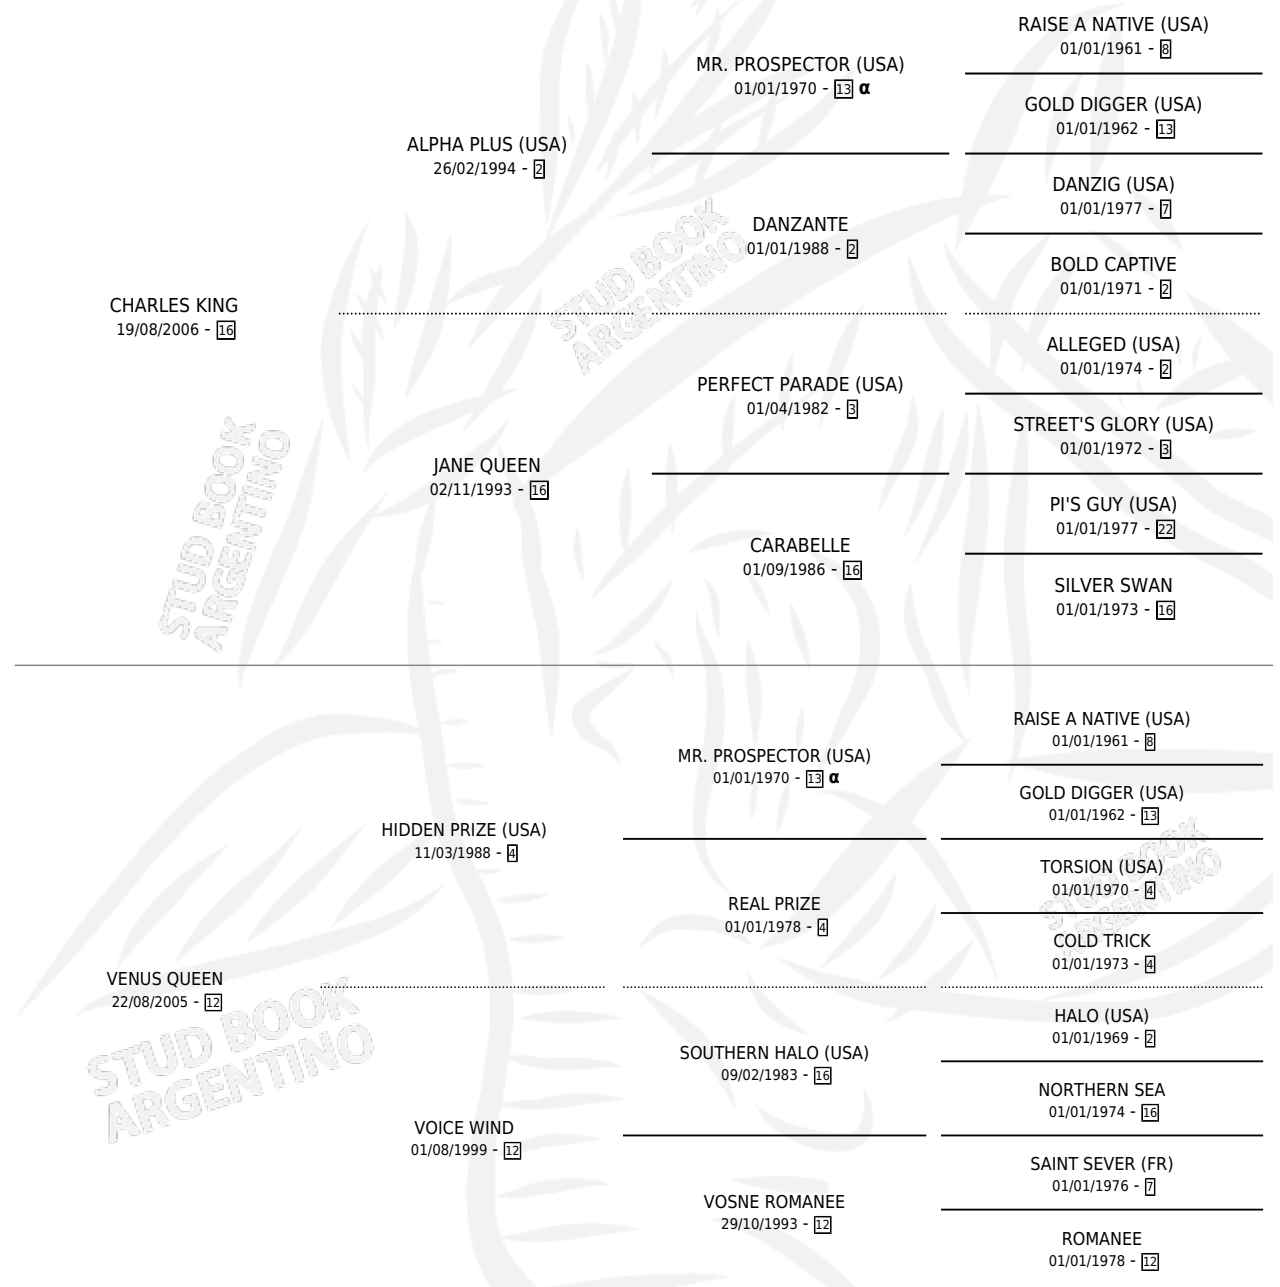 RAISE A NATIVE (USA)
01/01/1961 - 8
MR. PROSPECTOR (USA)
01/01/1970 - 13 α
GOLD DIGGER (USA)
01/01/1962 - 13
ALPHA PLUS (USA)
26/02/1994 - 2
DANZIG (USA)
01/01/1977 - 7
DANZANTE
01/01/1988 - 2
BOLD CAPTIVE
01/01/1971 - 2
CHARLES KING
19/08/2006 - 16
ALLEGED (USA)
01/01/1974 - 2
PERFECT PARADE (USA)
01/04/1982 - 3
STREET'S GLORY (USA)
01/01/1972 - 3
JANE QUEEN
02/11/1993 - 16
PI'S GUY (USA)
01/01/1977 - 22
CARABELLE
01/09/1986 - 16
SILVER SWAN
01/01/1973 - 16
STUD BOOK
ARGENTINO
STUD BOOK
ARGENTINO
RAISE A NATIVE (USA)
01/01/1961 - 8
MR. PROSPECTOR (USA)
01/01/1970 - 13 α
GOLD DIGGER (USA)
01/01/1962 - 13
HIDDEN PRIZE (USA)
11/03/1988 - 4
TORSION (USA)
01/01/1970 - 4
REAL PRIZE
01/01/1978 - 4
COLD TRICK
01/01/1973 - 4
VENUS QUEEN
22/08/2005 - 12
HALO (USA)
01/01/1969 - 2
SOUTHERN HALO (USA)
09/02/1983 - 16
NORTHERN SEA
01/01/1974 - 16
VOICE WIND
01/08/1999 - 12
SAINT SEVER (FR)
01/01/1976 - 7
VOSNE ROMANEE
29/10/1993 - 12
ROMANEE
01/01/1978 - 12
STUD BOOK
ARGENTINO
STUD BOOK
ARGENTINO